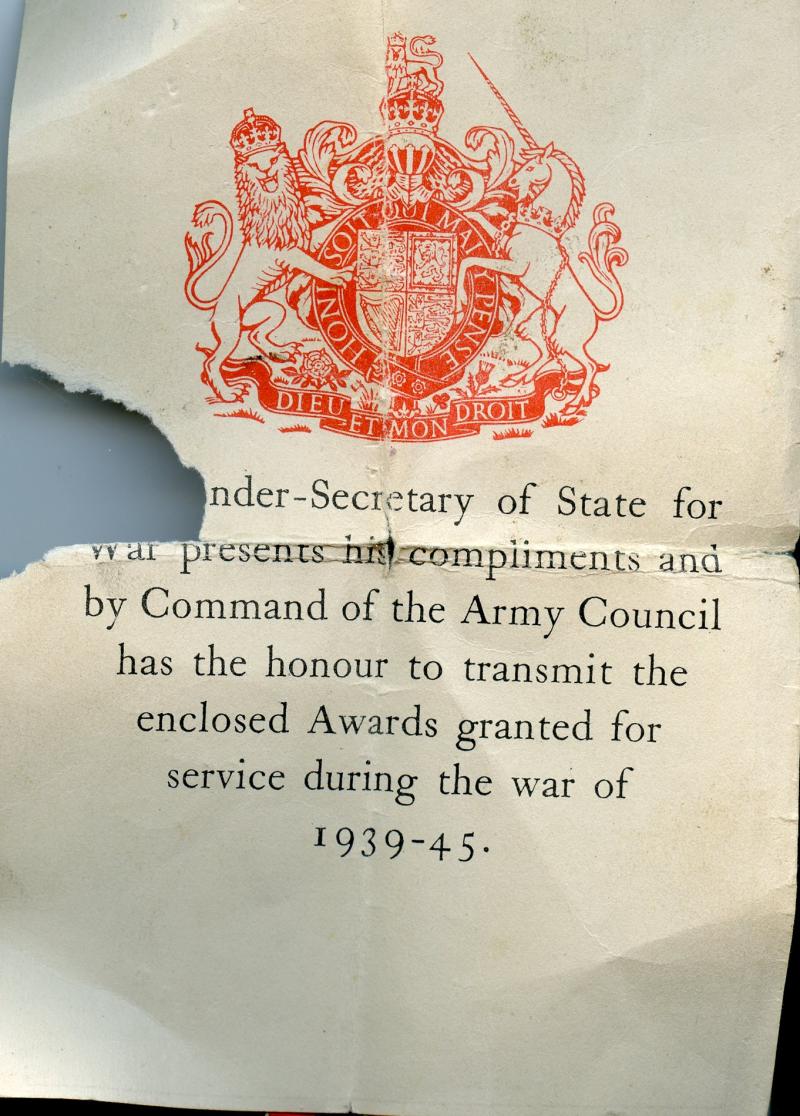 HONI SOIT QUI MAL Y PENSE
DIEU ET MON DROIT
nder-Secretary of State for
War presents his compliments and
by Command of the Army Council
has the honour to transmit the
enclosed Awards granted for
service during the war of
1939-45.